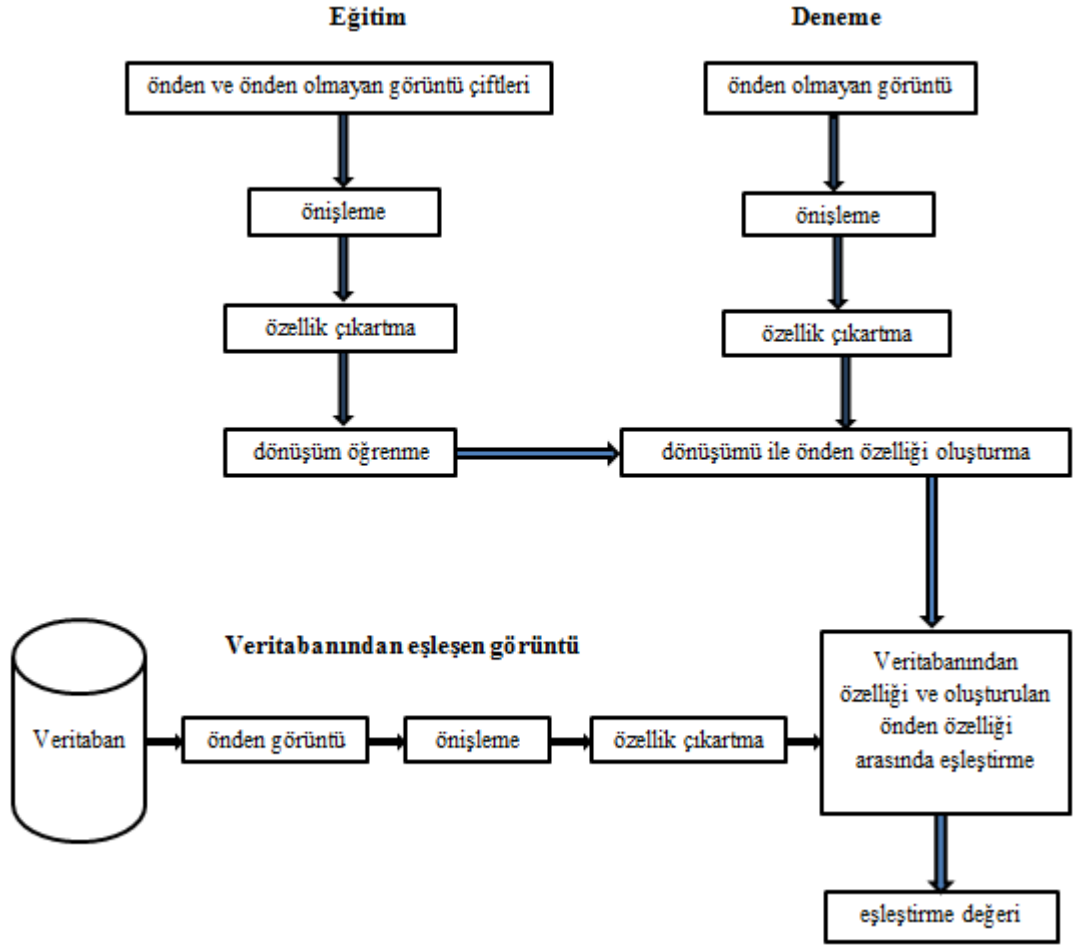 Eğitim
Deneme
önden ve önden olmayan görüntü çiftleri
önden olmayan görüntü
önişleme
önişleme
özellik çıkartma
özellik çıkartma
dönüşüm öğrenme
dönüşümü ile önden özelliği oluşturma
Veritabanından eşleşen görüntü
Veritaban
önden görüntü
önişleme
özellik çıkartma
Veritabanından
özelliği ve oluşturulan
önden özelliği
arasında eşleştirme
eşleştirme değeri